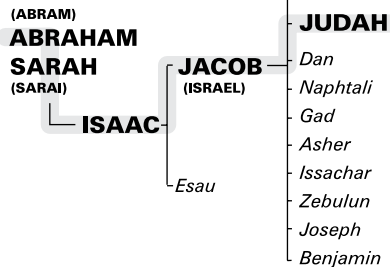 (ABRAM)
ABRAHAM
SARAH
(SARAI)
ISAAC
JACOB
(ISRAEL)
Esau
JUDAH
Dan
Naphtali
Gad
Asher
Issachar
Zebulun
Joseph
Benjamin